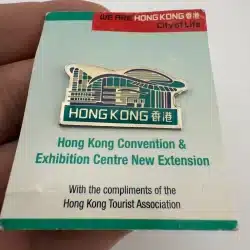 WE ARE HONG KONG 香港
City of Life
HONG KONG 香港
Hong Kong Convention &
Exhibition Centre New Extension
With the compliments of the
Hong Kong Tourist Association